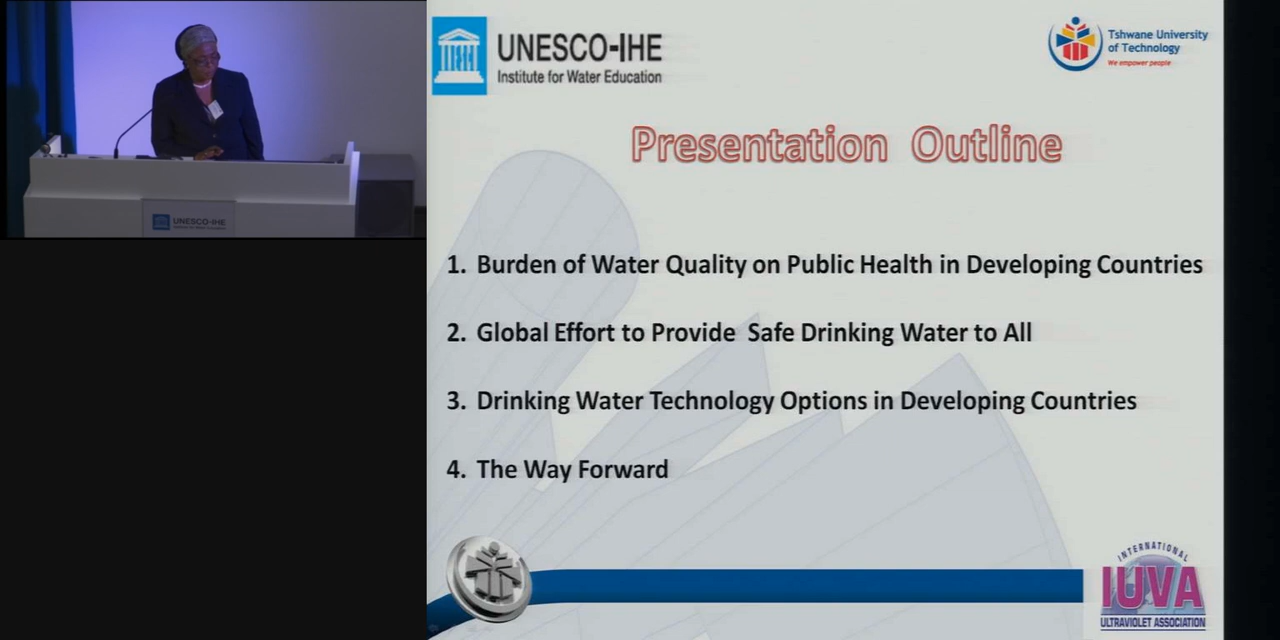 UNESCO-IHE
Institute for Water Education
Tshwane University
of Technology
We empower people
Presentation Outline
1. Burden of Water Quality on Public Health in Developing Countries
2. Global Effort to Provide Safe Drinking Water to All
3. Drinking Water Technology Options in Developing Countries
4. The Way Forward
INTERNATIONAL
IUVA
ULTRAVIOLET ASSOCIATION
UNESCO-IHE